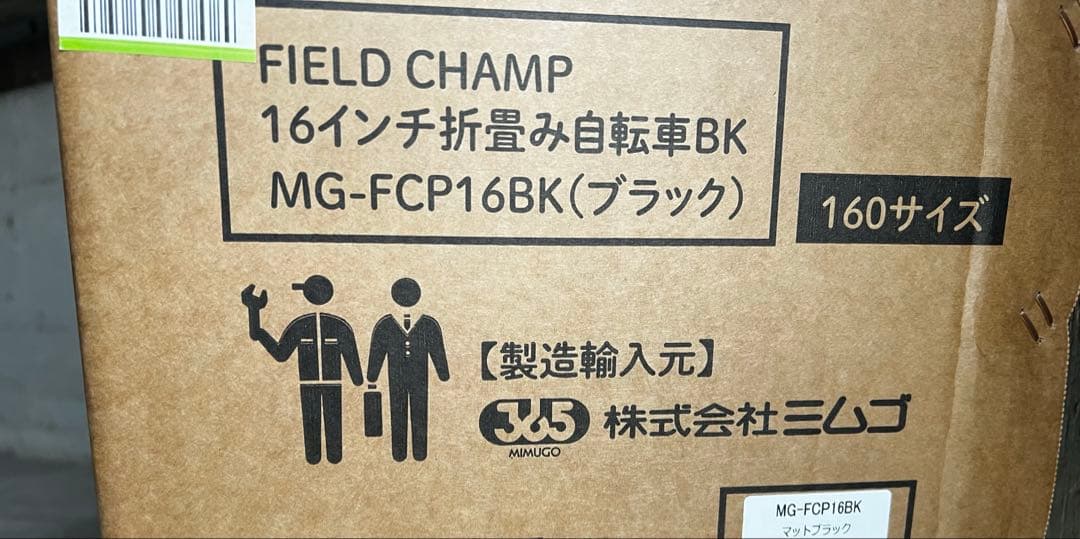 FIELD CHAMP
16インチ折畳み自転車BK
MG-FCP16BK(ブラック)
160サイズ
【製造輸入元】
365
MIMUGO
株式会社ミムゴ
MG-FCP16BK
マットブラック